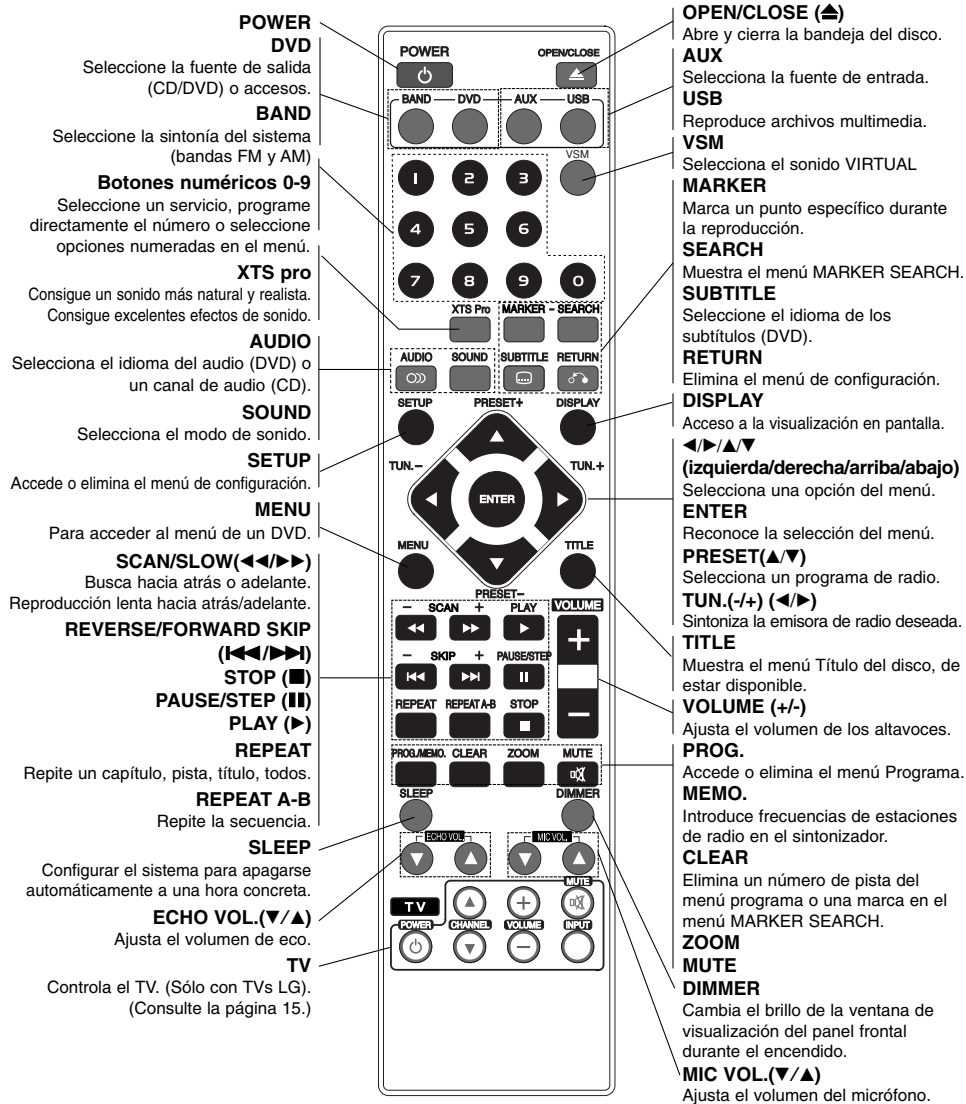 POWER
DVD
Seleccione la fuente de salida
(CD/DVD) o accesos.
BAND
Seleccione la sintonía del sistema
(bandas FM y AM)
Botones numéricos 0-9
Seleccione un servicio, programe
directamente el número o seleccione
opciones numeradas en el menú.
XTS pro
Consigue un sonido más natural y realista.
Consigue excelentes efectos de sonido.
AUDIO
Selecciona el idioma del audio (DVD) o
un canal de audio (CD).
SOUND
Selecciona el modo de sonido.
SETUP
Accede o elimina el menú de configuración.
MENU
Para acceder al menú de un DVD.
SCAN/SLOW(◀◀/▶▶)
Busca hacia atrás o adelante.
Reproducción lenta hacia atrás/adelante.
REVERSE/FORWARD SKIP
(|◀◀/▶▶|)
STOP (■)
PAUSE/STEP (❚❚)
PLAY (▶)
REPEAT
Repite un capítulo, pista, título, todos.
REPEAT A-B
Repite la secuencia.
SLEEP
Configurar el sistema para apagarse
automáticamente a una hora concreta.
ECHO VOL.(▼/▲)
Ajusta el volumen de eco.
TV
Controla el TV. (Sólo con TVs LG).
(Consulte la página 15.)
POWER OPEN/CLOSE
BAND DVD AUX USB
VSM
1 2 3
4 5 6
7 8 9 0
XTS Pro MARKER - SEARCH
AUDIO SOUND SUBTITLE RETURN
SETUP PRESET+ DISPLAY
TUN.- TUN.+
ENTER
MENU TITLE
PRESET-
- SCAN + PLAY VOLUME
+
- SKIP + PAUSE/STEP
REPEAT REPEAT A-B STOP
-
PROG./MEMO. CLEAR ZOOM MUTE
SLEEP DIMMER
ECHO VOL. MIC VOL.
MUTE
TV
POWER CHANNEL VOLUME INPUT
OPEN/CLOSE (⏏)
Abre y cierra la bandeja del disco.
AUX
Selecciona la fuente de entrada.
USB
Reproduce archivos multimedia.
VSM
Selecciona el sonido VIRTUAL
MARKER
Marca un punto específico durante
la reproducción.
SEARCH
Muestra el menú MARKER SEARCH.
SUBTITLE
Seleccione el idioma de los
subtítulos (DVD).
RETURN
Elimina el menú de configuración.
DISPLAY
Acceso a la visualización en pantalla.
◀/▶/▲/▼
(izquierda/derecha/arriba/abajo)
Selecciona una opción del menú.
ENTER
Reconoce la selección del menú.
PRESET(▲/▼)
Selecciona un programa de radio.
TUN.(-/+) (◀/▶)
Sintoniza la emisora de radio deseada.
TITLE
Muestra el menú Título del disco, de
estar disponible.
VOLUME (+/-)
Ajusta el volumen de los altavoces.
PROG.
Accede o elimina el menú Programa.
MEMO.
Introduce frecuencias de estaciones
de radio en el sintonizador.
CLEAR
Elimina un número de pista del
menú programa o una marca en el
menú MARKER SEARCH.
ZOOM
MUTE
DIMMER
Cambia el brillo de la ventana de
visualización del panel frontal
durante el encendido.
MIC VOL.(▼/▲)
Ajusta el volumen del micrófono.